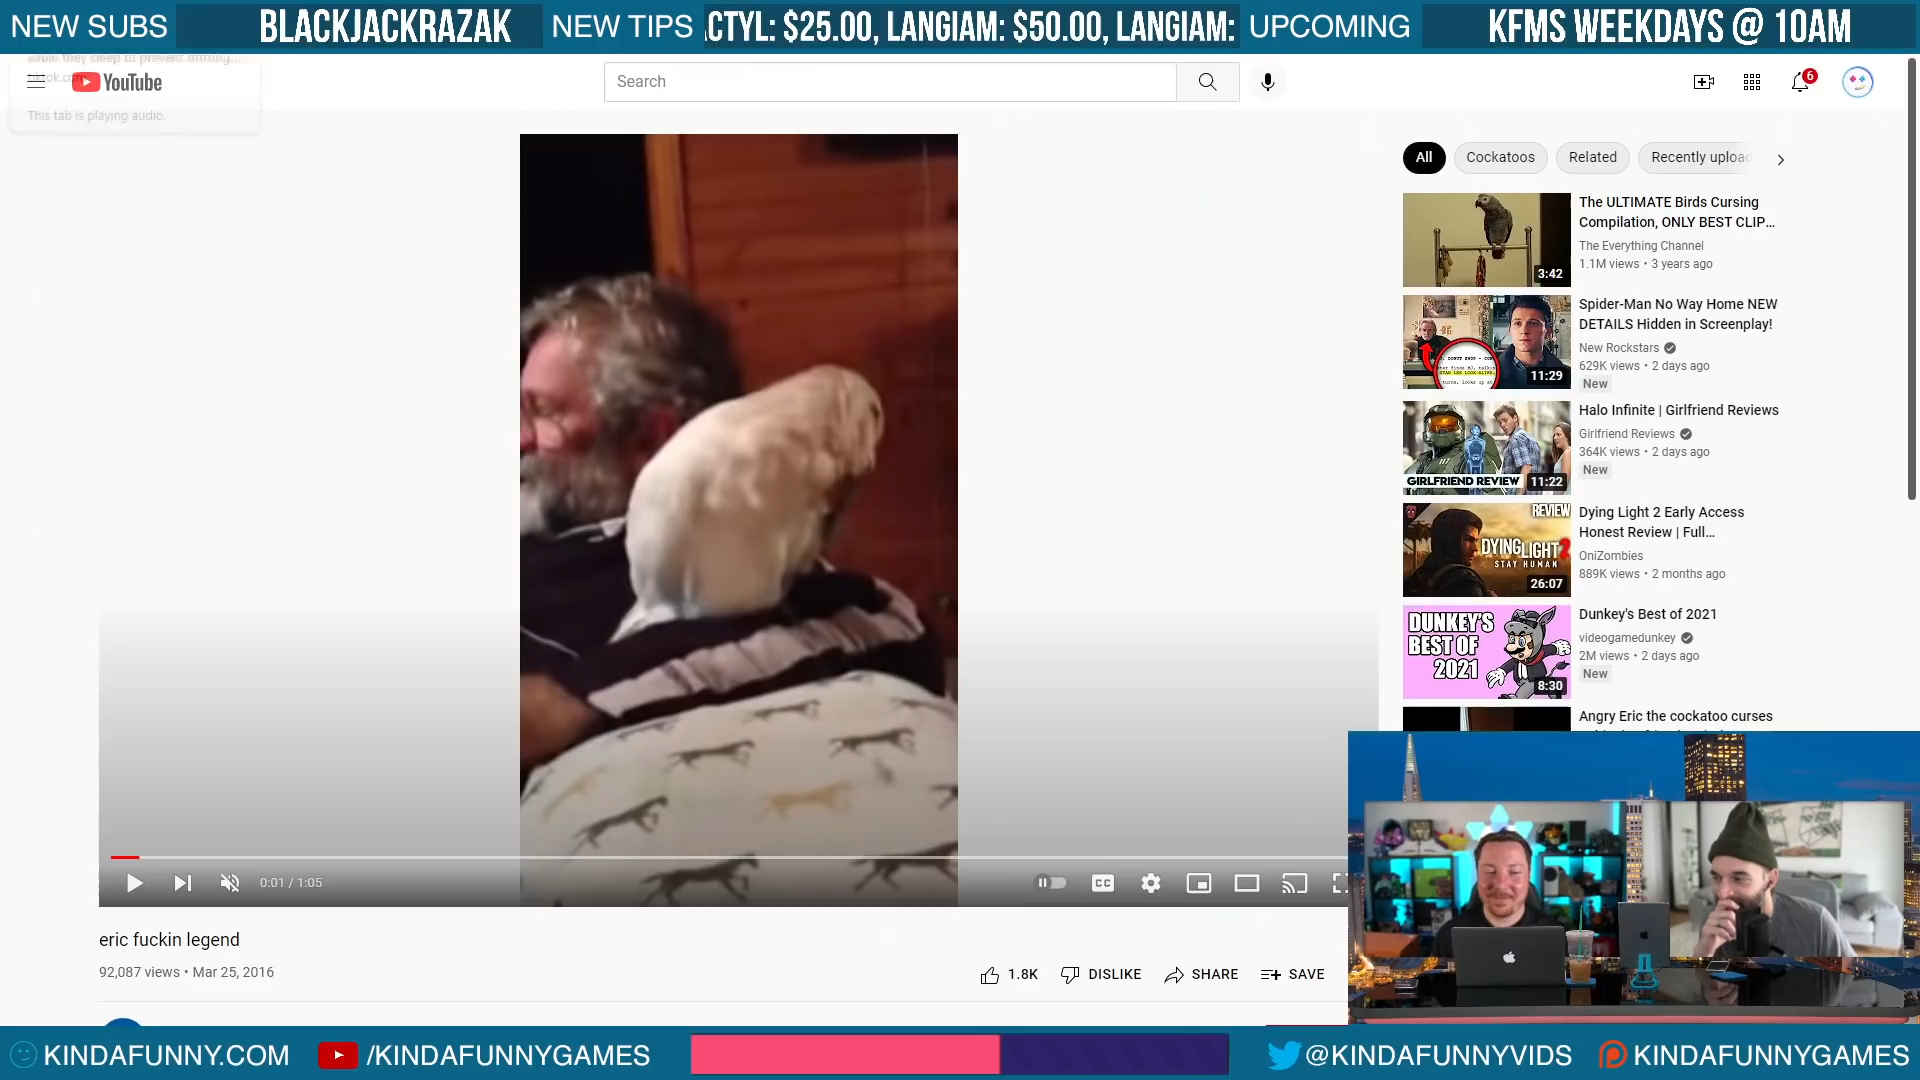 NEW SUBS BLACKJACKRAZAK NEW TIPS CTYL: $25.00, LANGIAM: $50.00, LANGIAM: UPCOMING KFMS WEEKDAYS @ 10AM
YouTube
Search
6
This tab is playing audio.
All Cockatoos Related Recently upload
The ULTIMATE Birds Cursing
Compilation, ONLY BEST CLIP...
The Everything Channel
1.1M views • 3 years ago
3:42
Spider-Man No Way Home NEW
DETAILS Hidden in Screenplay!
New Rockstars
629K views • 2 days ago
11:29
New
Halo Infinite | Girlfriend Reviews
Girlfriend Reviews
364K views • 2 days ago
New
GIRLFRIEND REVIEW 11:22
REVIEW
Dying Light 2 Early Access
Honest Review | Full...
DYING LIGHT 2
STAY HUMAN
OniZombies
889K views • 2 months ago
26:07
DUNKEY'S
BEST OF
2021
Dunkey's Best of 2021
videogamedunkey
2M views • 2 days ago
New
8:30
Angry Eric the cockatoo curses
0:01 / 1:05
CC
eric fuckin legend
92,087 views • Mar 25, 2016
1.8K DISLIKE SHARE SAVE
KINDAFUNNY.COM /KINDAFUNNYGAMES @KINDAFUNNYVIDS KINDAFUNNYGAMES